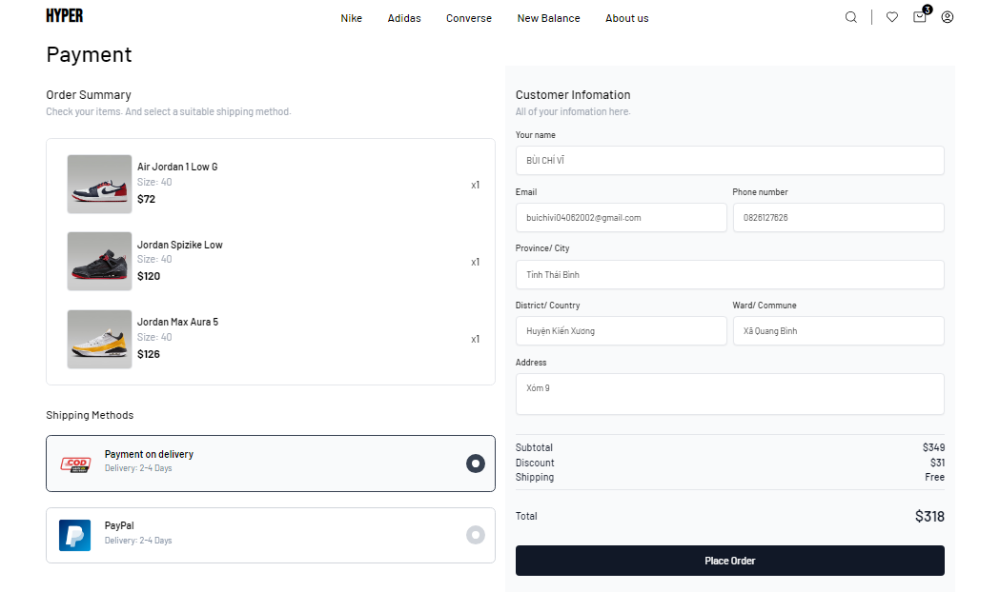 HYPER
Nike
Adidas
Converse
New Balance
About us
3
Payment
Order Summary
Check your items. And select a suitable shipping method.
Air Jordan 1 Low G
Size: 40
$72
x1
Jordan Spizike Low
Size: 40
$120
x1
Jordan Max Aura 5
Size: 40
$126
x1
Shipping Methods
COD
Payment on delivery
Delivery: 2-4 Days
PayPal
Delivery: 2-4 Days
Customer Infomation
All of your infomation here.
Your name
BÙI CHÍ VĨ
Email
Phone number
buichivi04062002@gmail.com
0826127626
Province/ City
Tỉnh Thái Bình
District/ Country
Ward/ Commune
Huyện Kiến Xương
Xã Quang Bình
Address
Xóm 9
Subtotal
$349
Discount
$31
Shipping
Free
Total
$318
Place Order